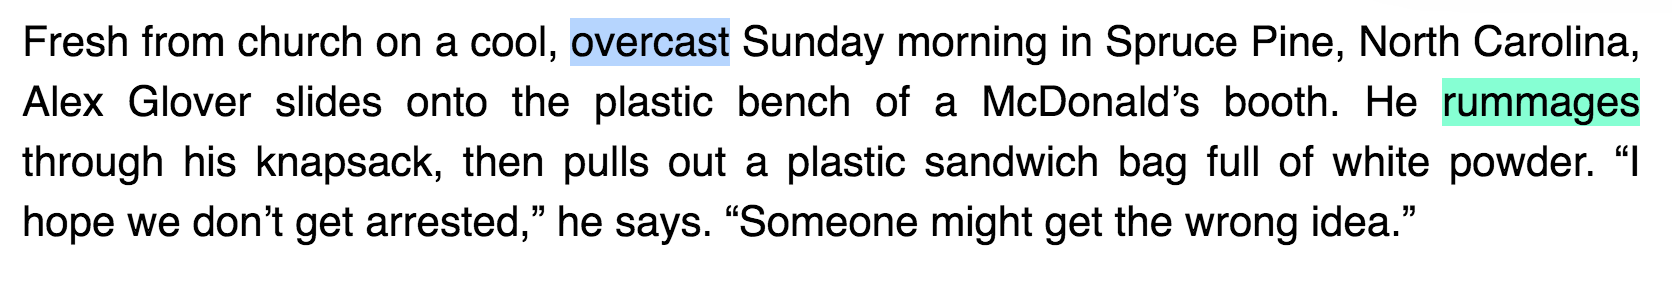 Fresh from church on a cool, overcast Sunday morning in Spruce Pine, North Carolina,
Alex Glover slides onto the plastic bench of a McDonald’s booth. He rummages
through his knapsack, then pulls out a plastic sandwich bag full of white powder. “I
hope we don’t get arrested,” he says. “Someone might get the wrong idea.”